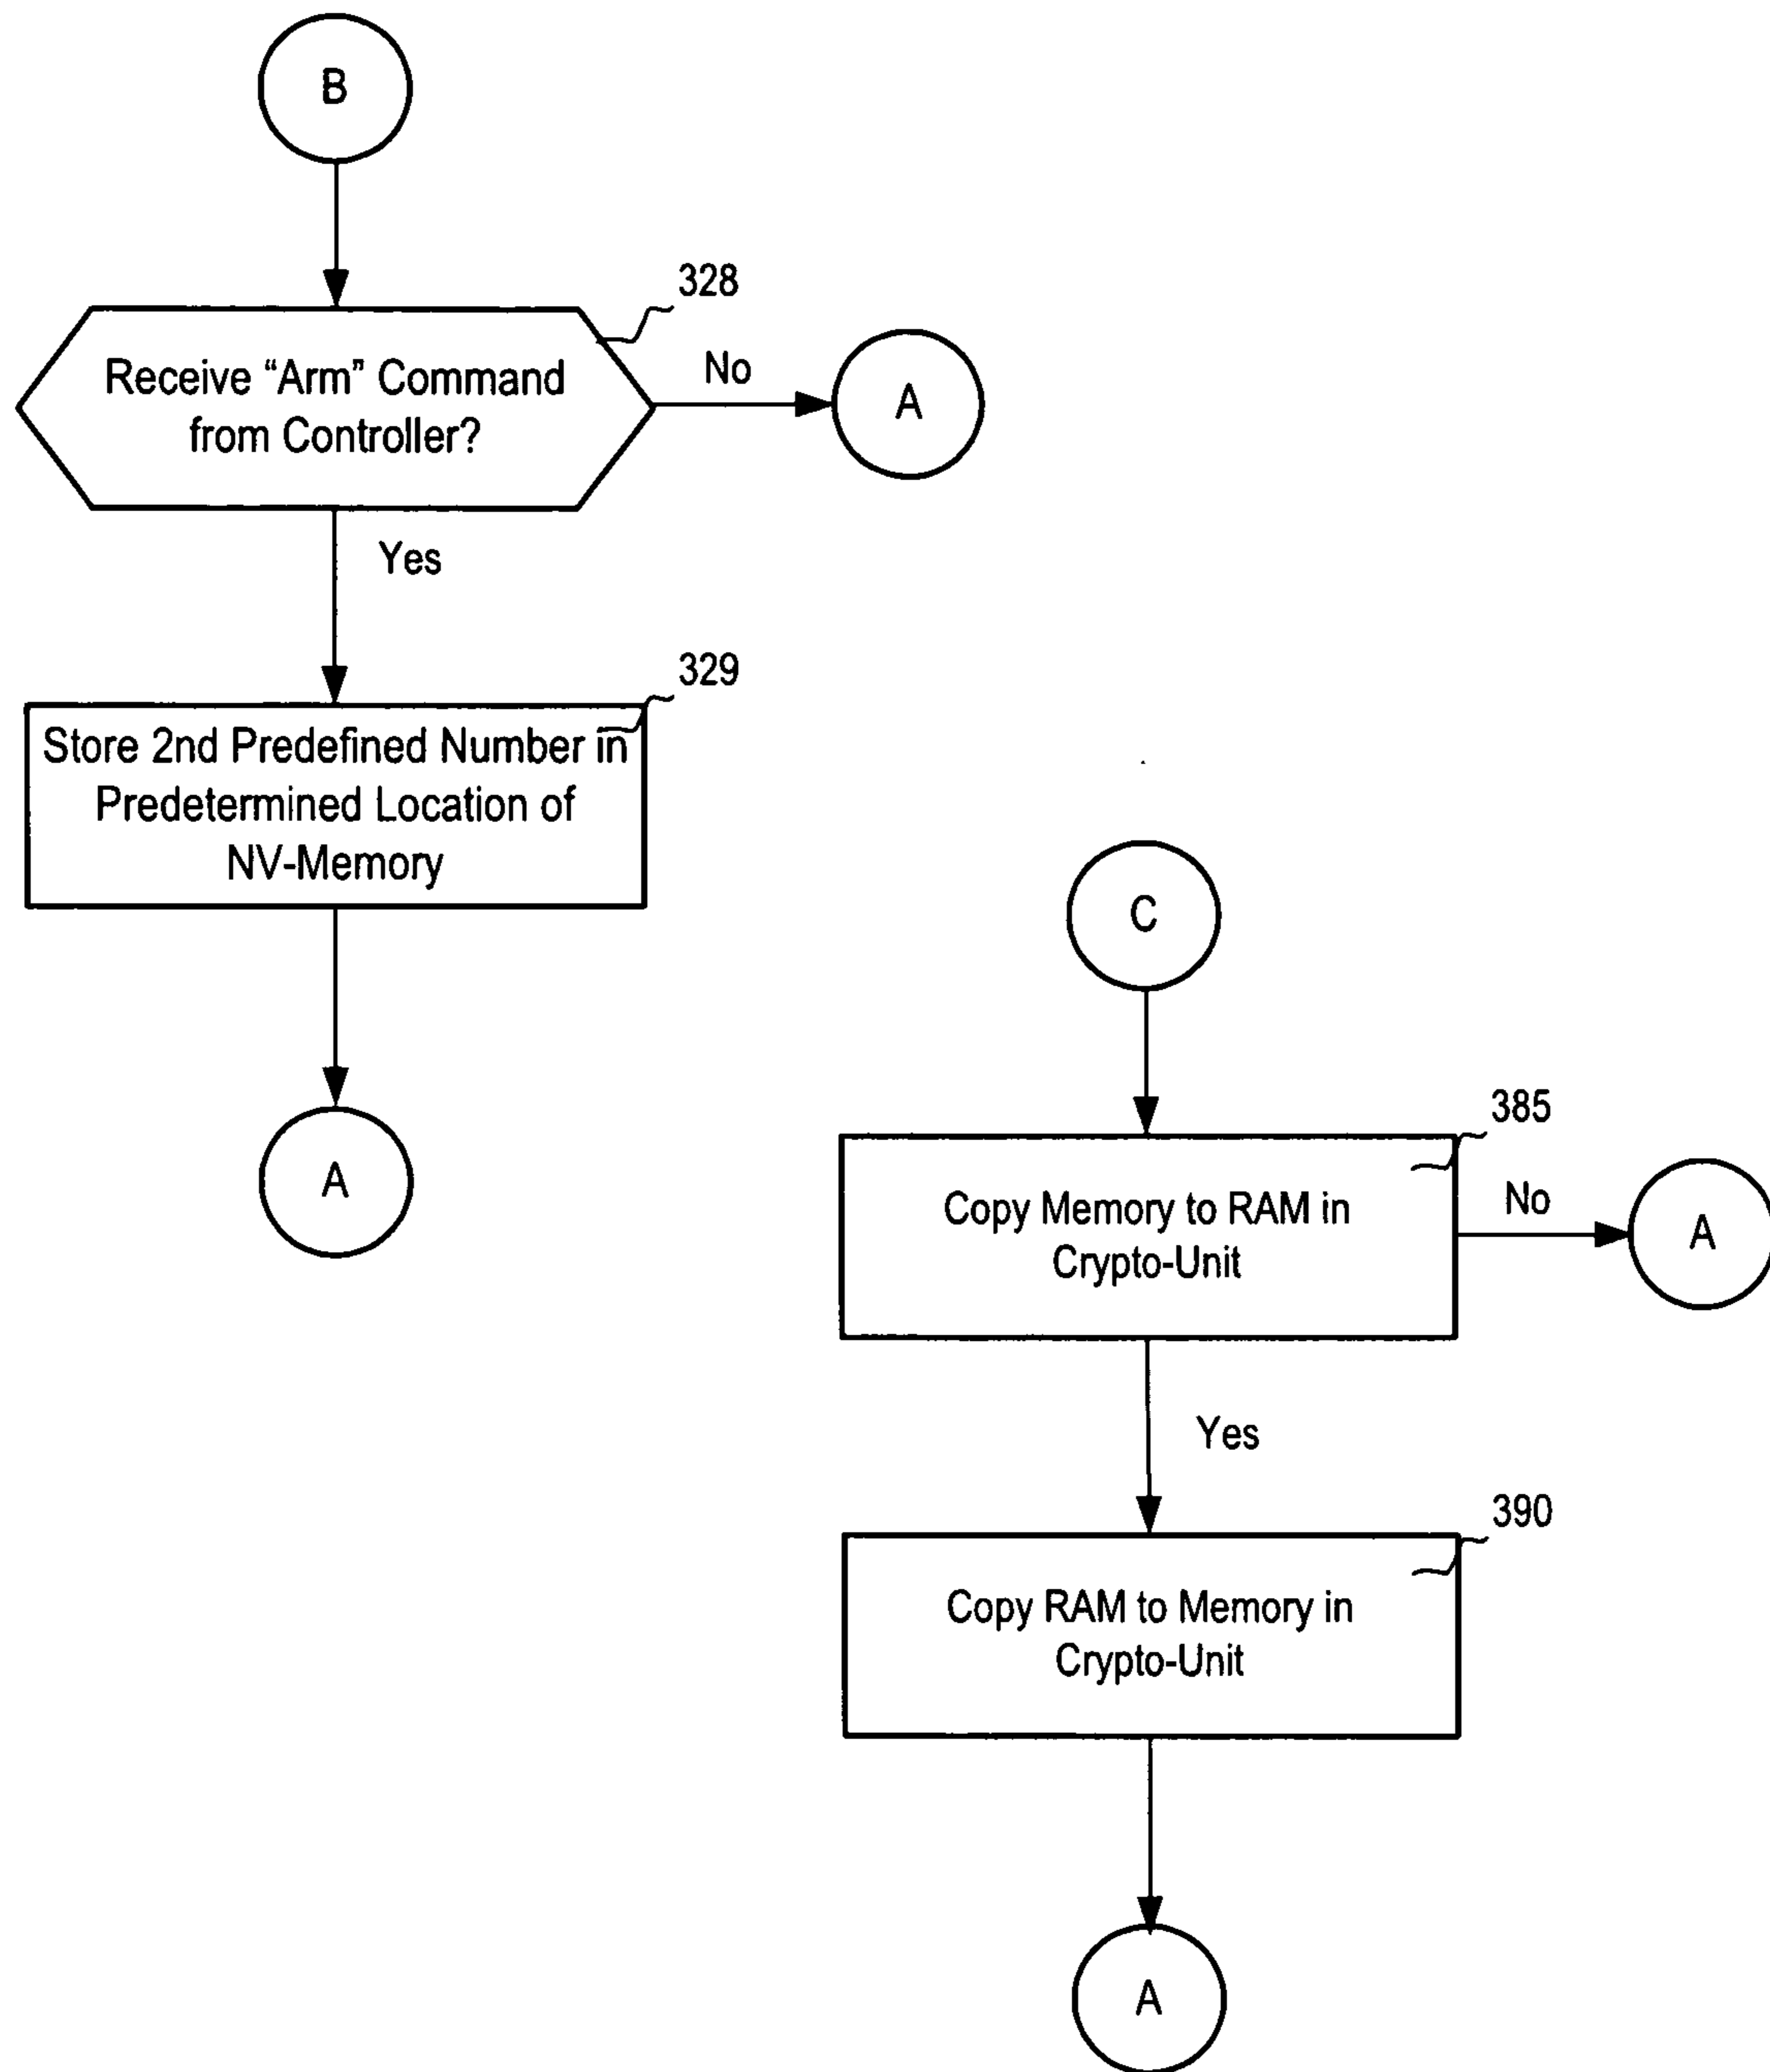 B
328
Receive “Arm” Command
from Controller?
No
A
Yes
329
Store 2nd Predefined Number in
Predetermined Location of
NV-Memory
A
C
385
Copy Memory to RAM in
Crypto-Unit
No
A
Yes
390
Copy RAM to Memory in
Crypto-Unit
A